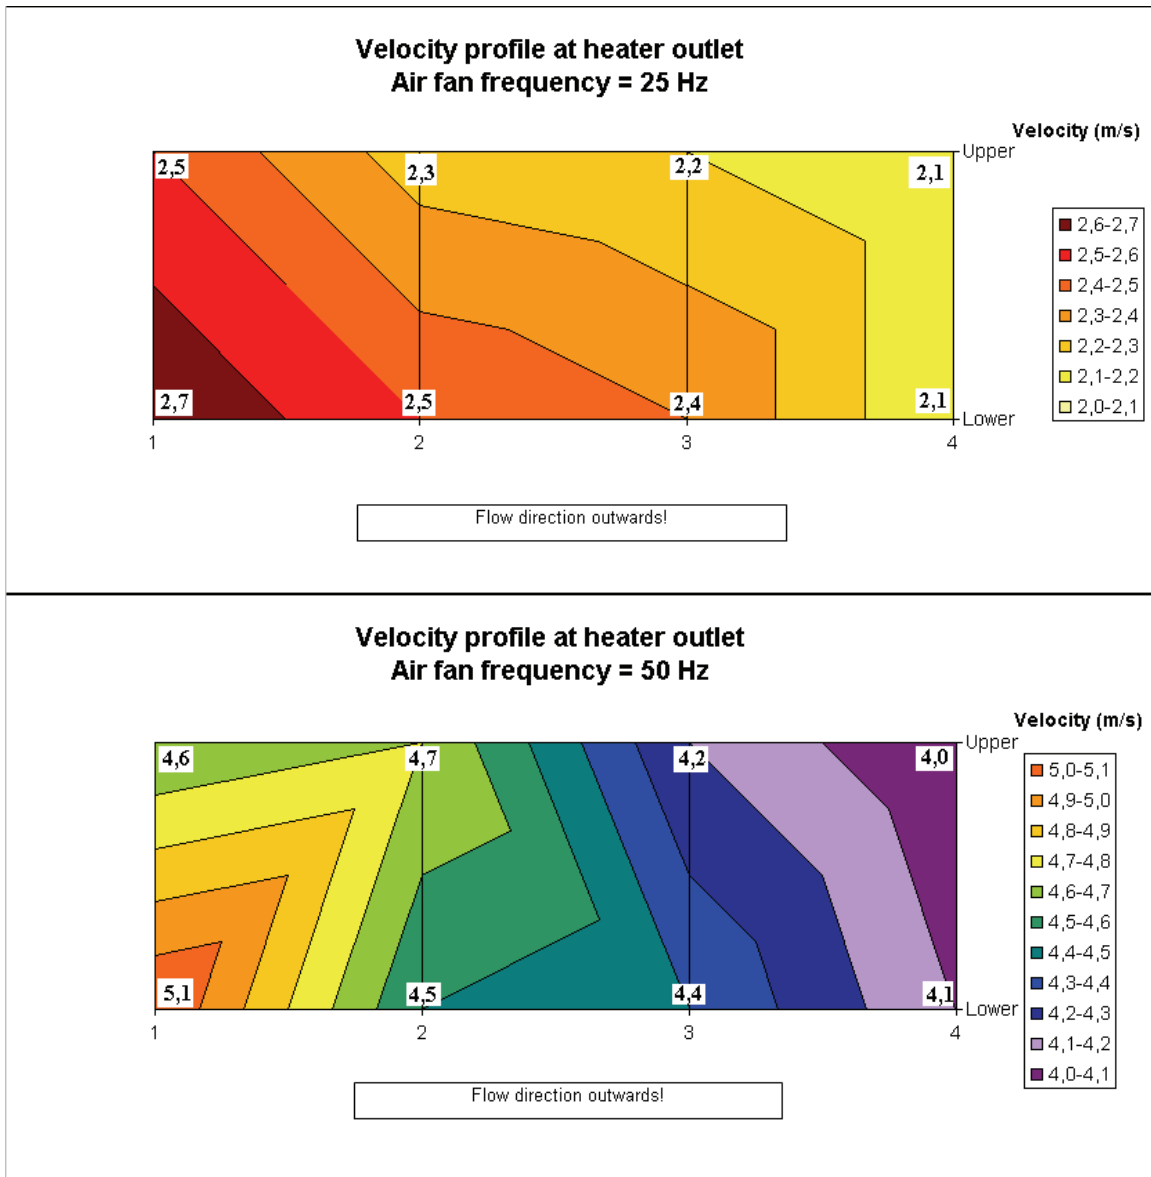 Velocity profile at heater outlet
Air fan frequency = 25 Hz
Velocity (m/s)
2,5 2,3 2,2 2,1 Upper
2,6-2,7
2,5-2,6
2,4-2,5
2,3-2,4
2,2-2,3
2,1-2,2
2,0-2,1
2,7 2,5 2,4 2,1 Lower
1 2 3 4
Flow direction outwards!
Velocity profile at heater outlet
Air fan frequency = 50 Hz
Velocity (m/s)
4,6 4,7 4,2 4,0 Upper
5,0-5,1
4,9-5,0
4,8-4,9
4,7-4,8
4,6-4,7
4,5-4,6
4,4-4,5
4,3-4,4
4,2-4,3
4,1-4,2
4,0-4,1
5,1 4,5 4,4 4,1 Lower
1 2 3 4
Flow direction outwards!